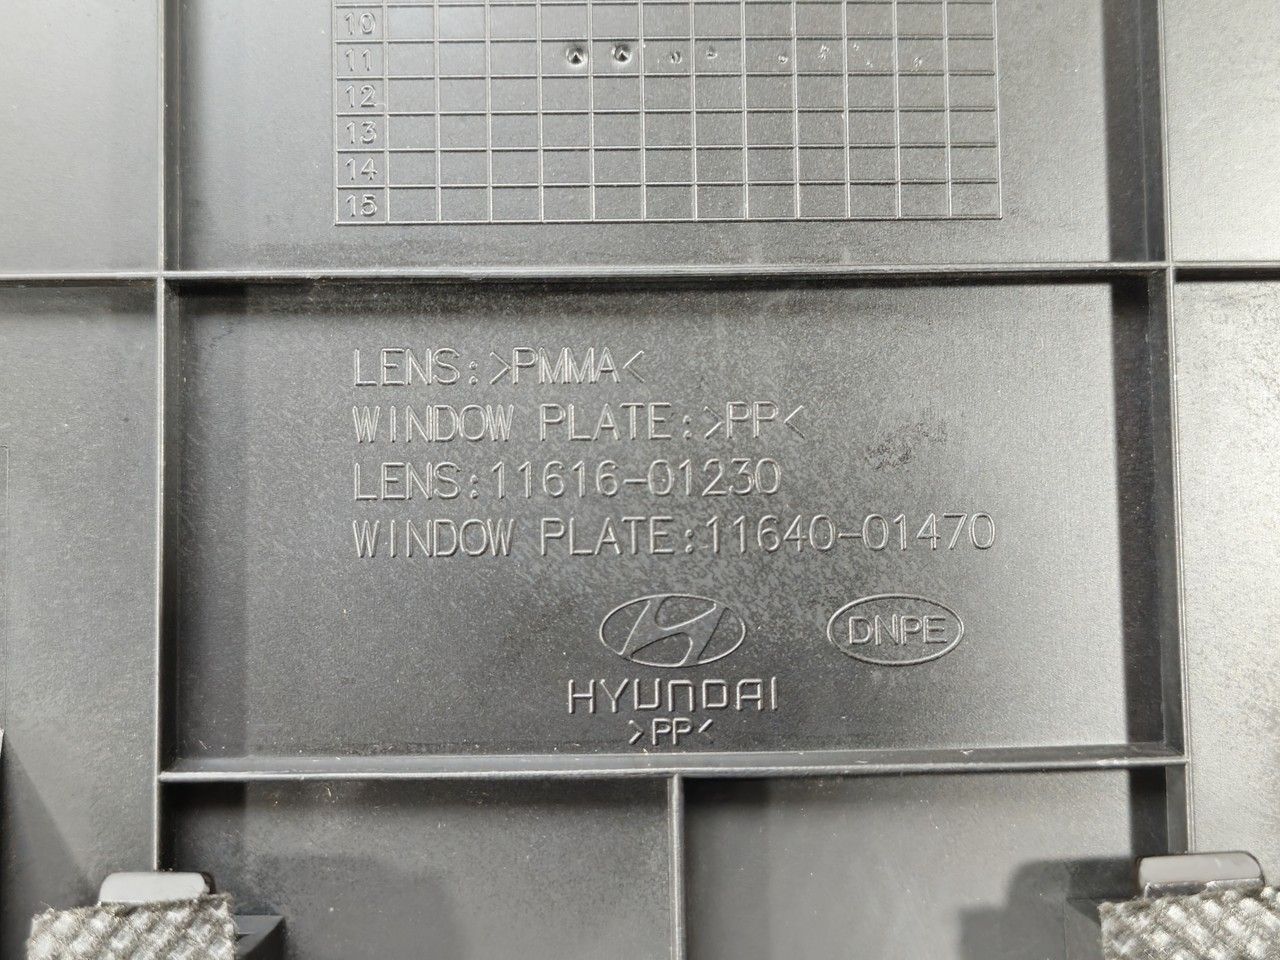 10
11
12
13
14
15
LENS:>PMMA<
WINDOW PLATE:>PP<
LENS:11616-01230
WINDOW PLATE:11640-01470
DNPE
HYUNDAI
>PP<